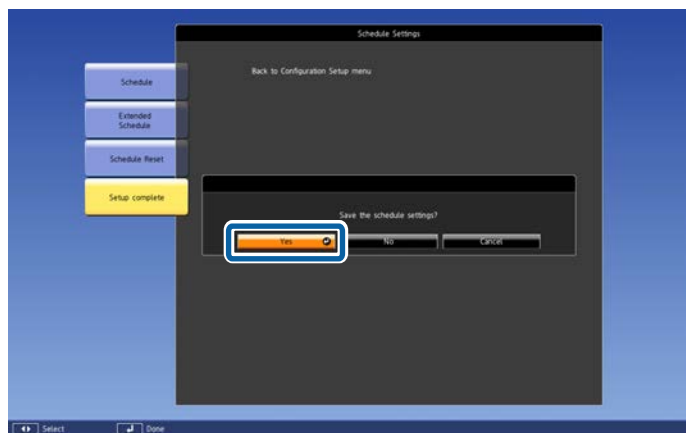 Schedule Settings
Back to Configuration Setup menu
Schedule
Extended
Schedule
Schedule Reset
Setup complete
Save the schedule settings?
Yes No Cancel
Select Done